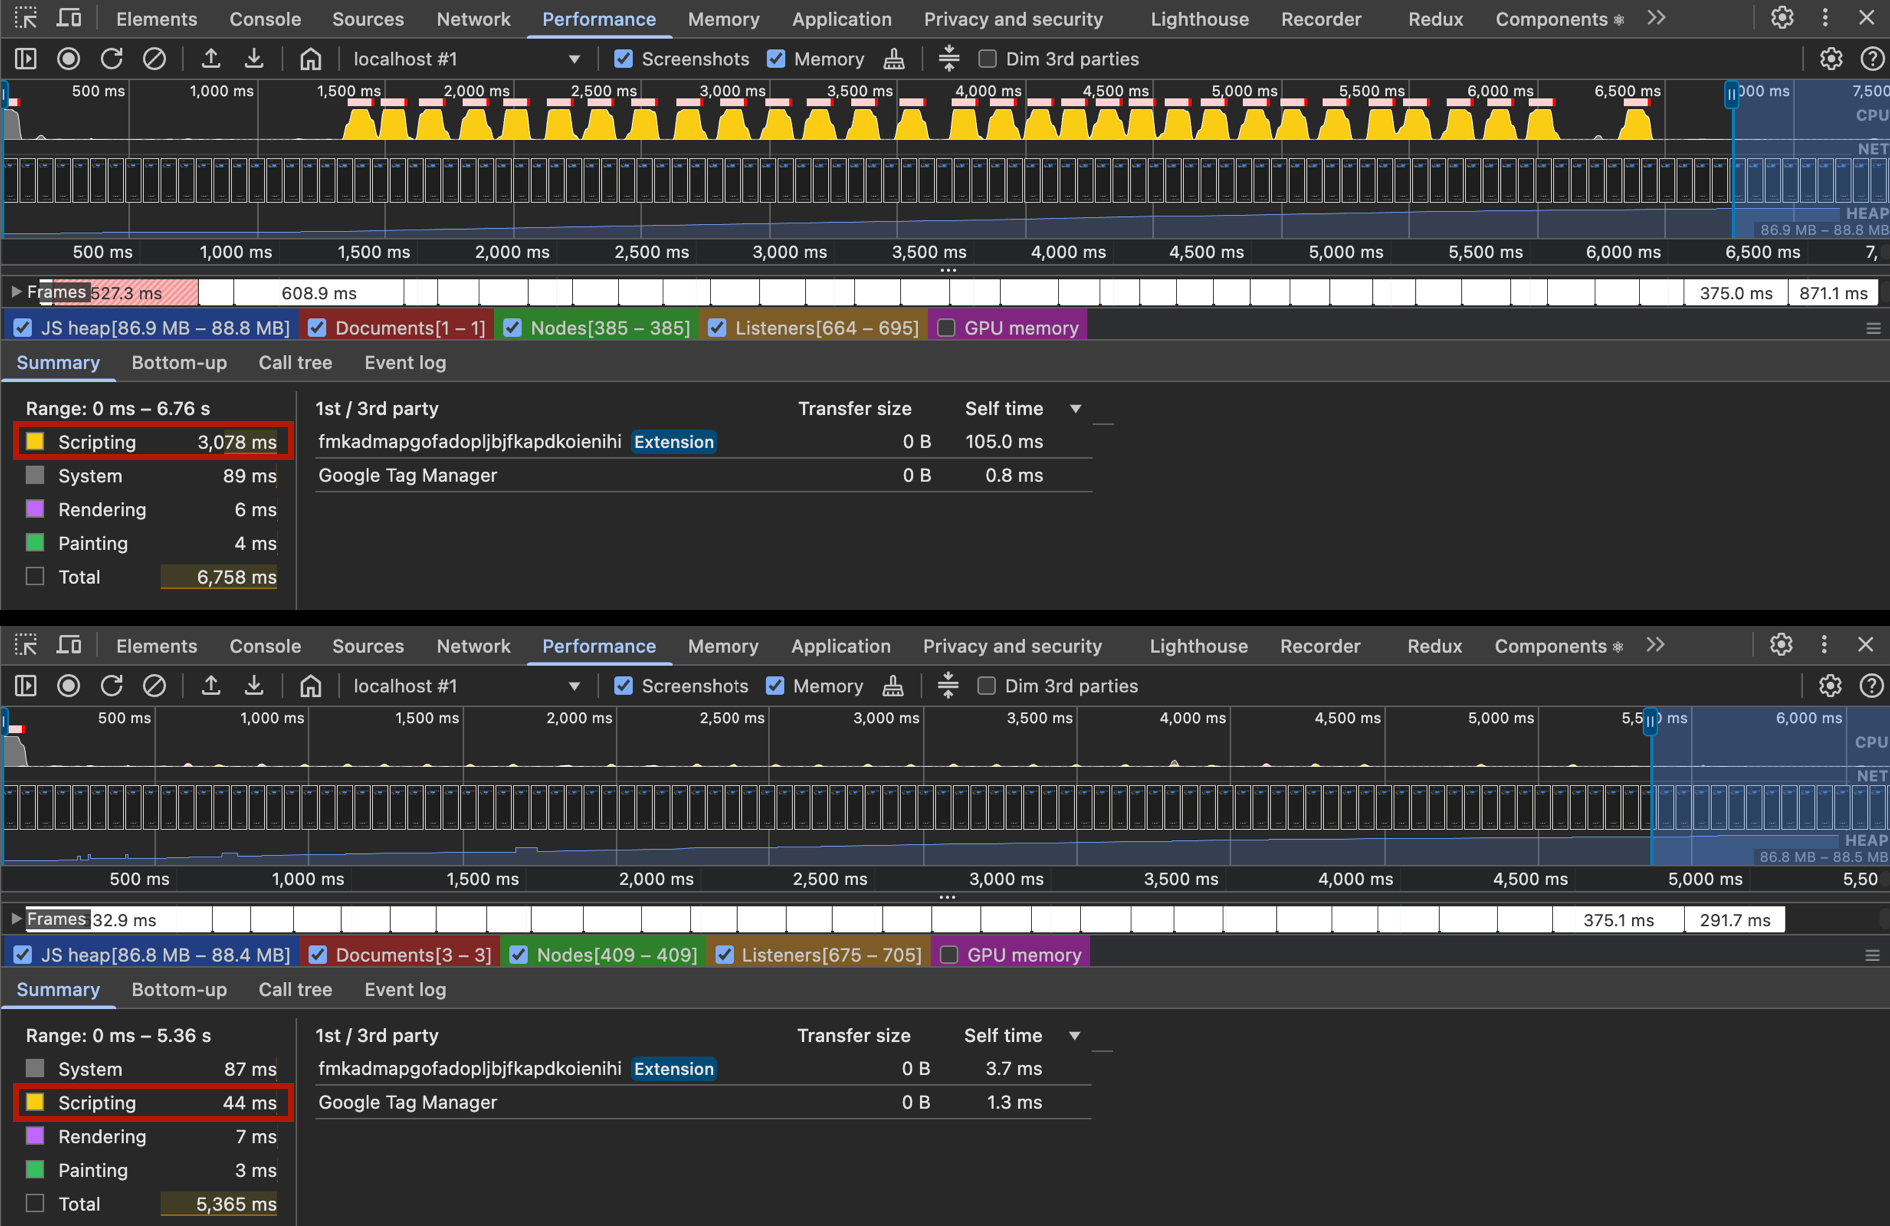 Elements Console Sources Network Performance Memory Application Privacy and security Lighthouse Recorder Redux Components ⚛
localhost #1 Screenshots Memory Dim 3rd parties
500 ms 1,000 ms 1,500 ms 2,000 ms 2,500 ms 3,000 ms 3,500 ms 4,000 ms 4,500 ms 5,000 ms 5,500 ms 6,000 ms 6,500 ms 000 ms 7,500
CPU
NET
HEAP
86.9 MB – 88.8 MB
500 ms 1,000 ms 1,500 ms 2,000 ms 2,500 ms 3,000 ms 3,500 ms 4,000 ms 4,500 ms 5,000 ms 5,500 ms 6,000 ms 6,500 ms 7,
Frames 527.3 ms 608.9 ms 375.0 ms 871.1 ms
JS heap[86.9 MB – 88.8 MB] Documents[1 – 1] Nodes[385 – 385] Listeners[664 – 695] GPU memory
Summary Bottom-up Call tree Event log
Range: 0 ms – 6.76 s 1st / 3rd party Transfer size Self time
Scripting 3,078 ms fmkadmapgofadopljbjfkapdkoienihi Extension 0 B 105.0 ms
System 89 ms Google Tag Manager 0 B 0.8 ms
Rendering 6 ms
Painting 4 ms
Total 6,758 ms
Elements Console Sources Network Performance Memory Application Privacy and security Lighthouse Recorder Redux Components ⚛
localhost #1 Screenshots Memory Dim 3rd parties
500 ms 1,000 ms 1,500 ms 2,000 ms 2,500 ms 3,000 ms 3,500 ms 4,000 ms 4,500 ms 5,000 ms 5,5 0 ms 6,000 ms
CPU
NET
HEAP
86.8 MB – 88.5 MB
500 ms 1,000 ms 1,500 ms 2,000 ms 2,500 ms 3,000 ms 3,500 ms 4,000 ms 4,500 ms 5,000 ms 5,50
Frames 32.9 ms 375.1 ms 291.7 ms
JS heap[86.8 MB – 88.4 MB] Documents[3 – 3] Nodes[409 – 409] Listeners[675 – 705] GPU memory
Summary Bottom-up Call tree Event log
Range: 0 ms – 5.36 s 1st / 3rd party Transfer size Self time
System 87 ms fmkadmapgofadopljbjfkapdkoienihi Extension 0 B 3.7 ms
Scripting 44 ms Google Tag Manager 0 B 1.3 ms
Rendering 7 ms
Painting 3 ms
Total 5,365 ms